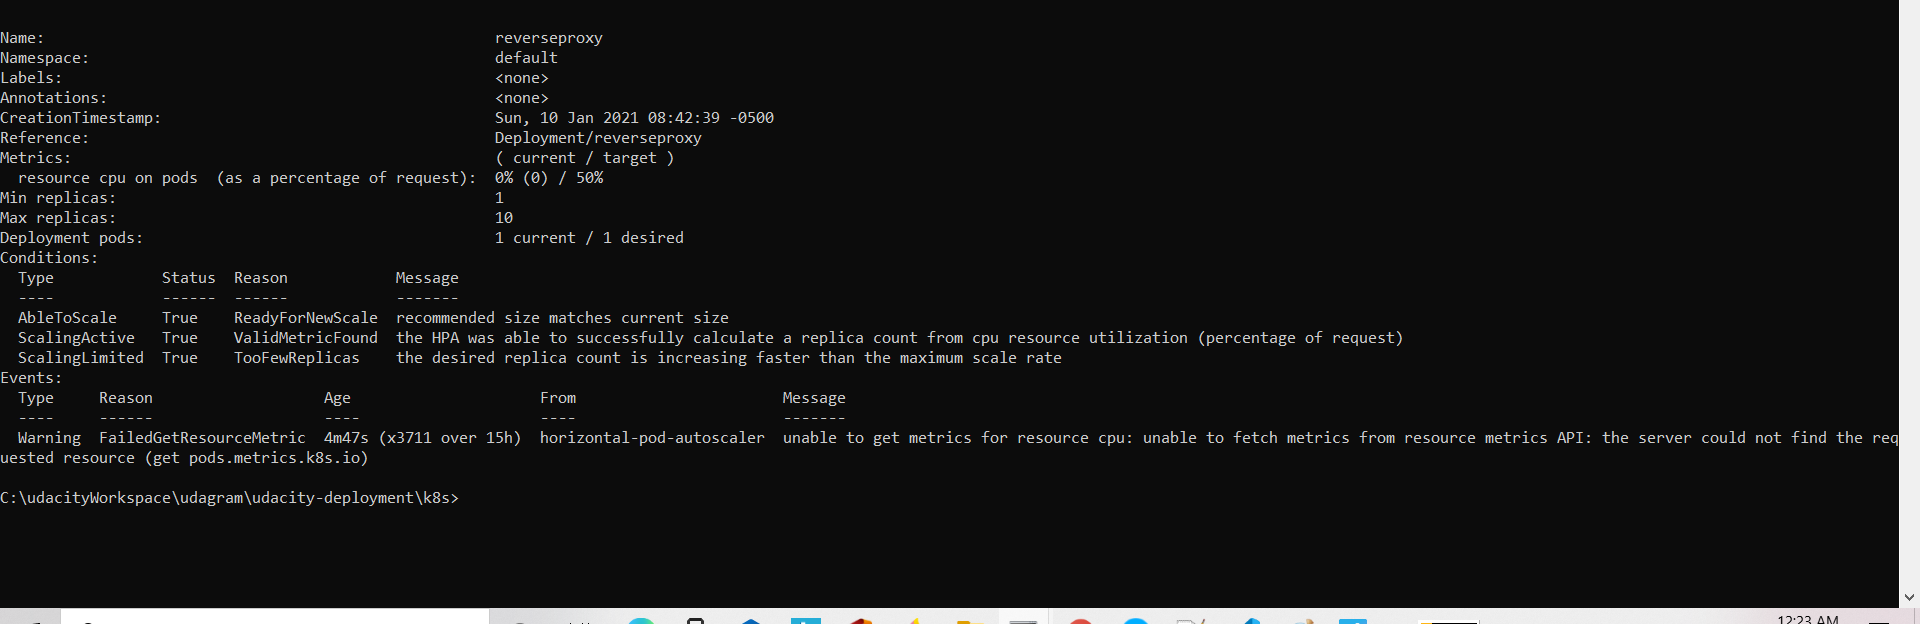 Name:                                                  reverseproxy
Namespace:                                             default
Labels:                                                <none>
Annotations:                                           <none>
CreationTimestamp:                                     Sun, 10 Jan 2021 08:42:39 -0500
Reference:                                             Deployment/reverseproxy
Metrics:                                               ( current / target )
  resource cpu on pods  (as a percentage of request):  0% (0) / 50%
Min replicas:                                          1
Max replicas:                                          10
Deployment pods:                                       1 current / 1 desired
Conditions:
  Type            Status  Reason            Message
  ----            ------  ------            -------
  AbleToScale     True    ReadyForNewScale  recommended size matches current size
  ScalingActive   True    ValidMetricFound  the HPA was able to successfully calculate a replica count from cpu resource utilization (percentage of request)
  ScalingLimited  True    TooFewReplicas    the desired replica count is increasing faster than the maximum scale rate
Events:
  Type     Reason                   Age                     From                       Message
  ----     ------                   ----                    ----                       -------
  Warning  FailedGetResourceMetric  4m47s (x3711 over 15h)  horizontal-pod-autoscaler  unable to get metrics for resource cpu: unable to fetch metrics from resource metrics API: the server could not find the req
uested resource (get pods.metrics.k8s.io)
C:\udacityWorkspace\udagram\udacity-deployment\k8s>
12:23 AM